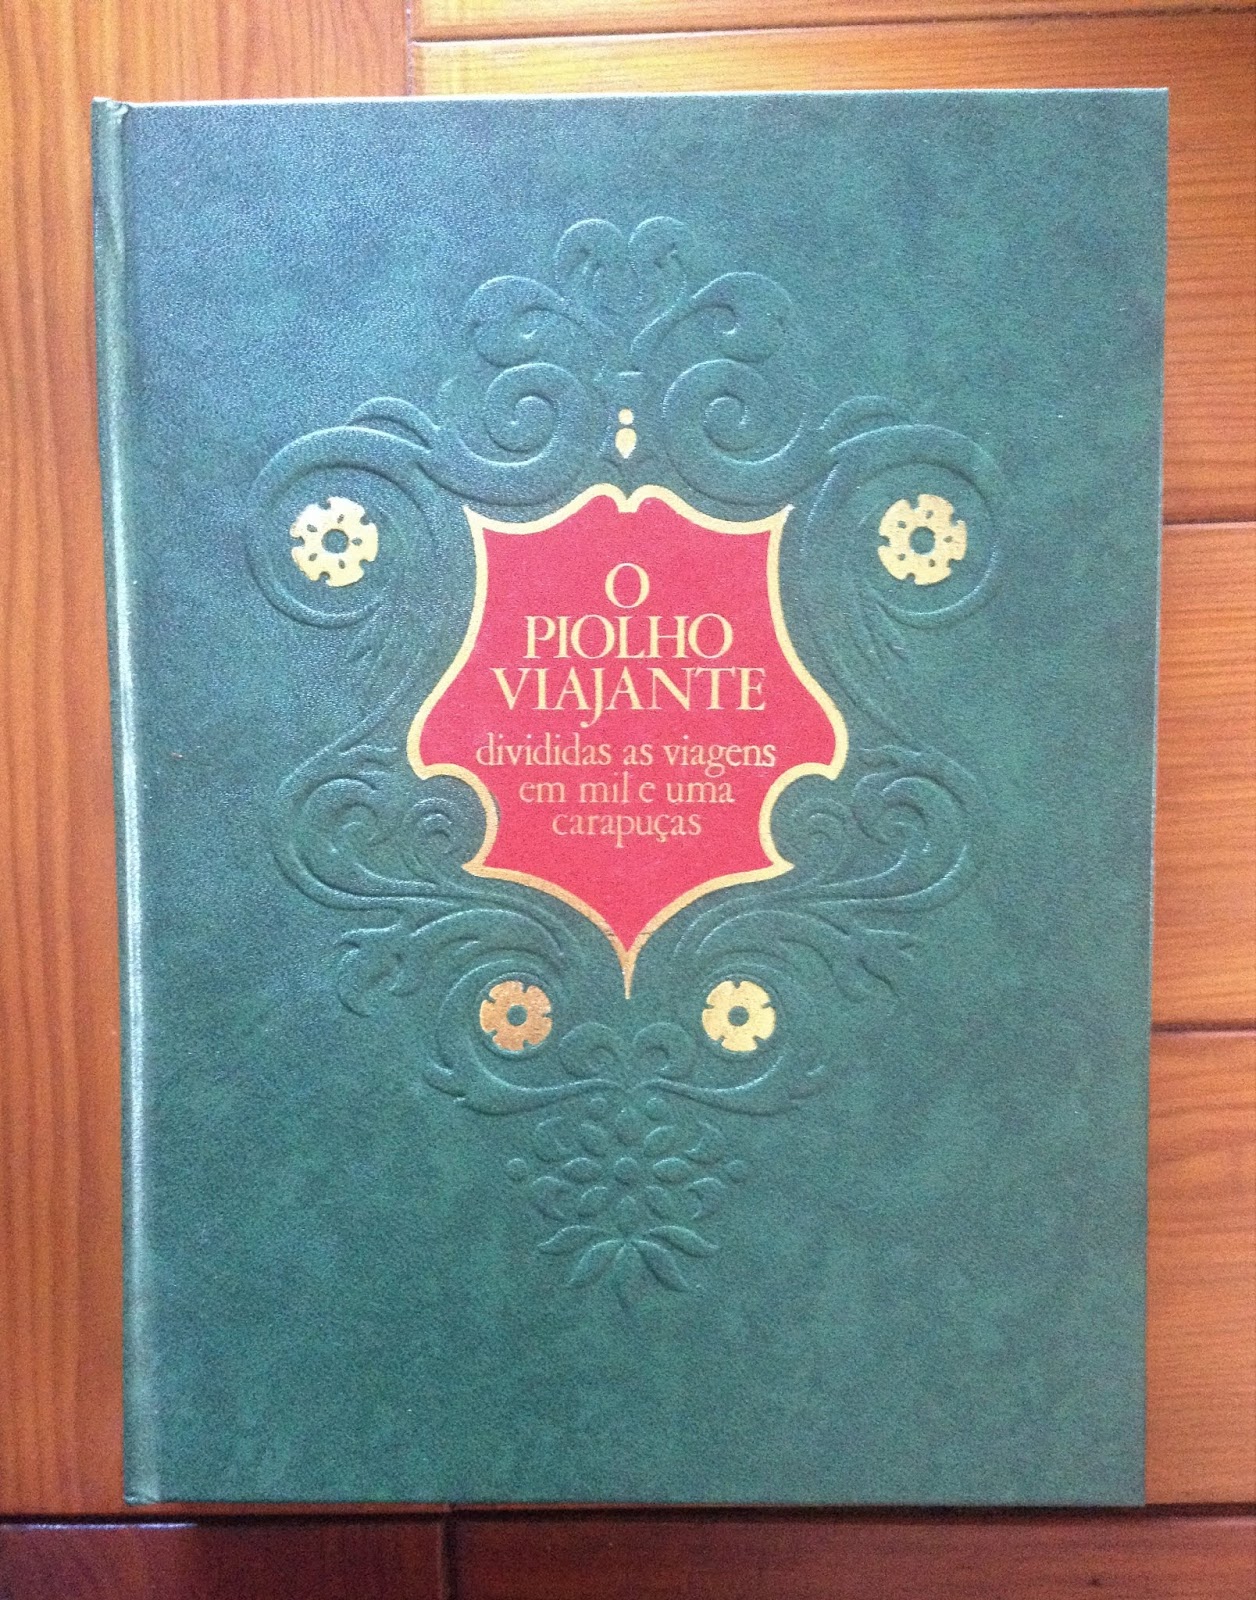 O
PIOLHO
VIAJANTE
divididas as viagens
em mil e uma
carapuças